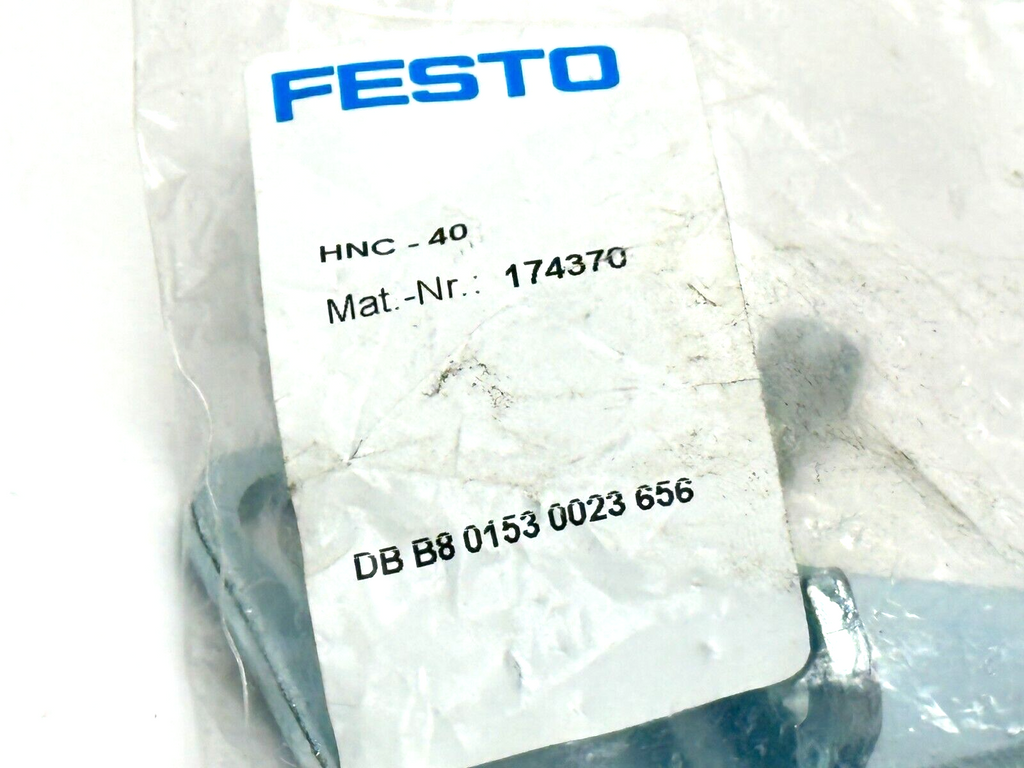 FESTO
HNC - 40
Mat.-Nr.: 174370
DB B8 0153 0023 656